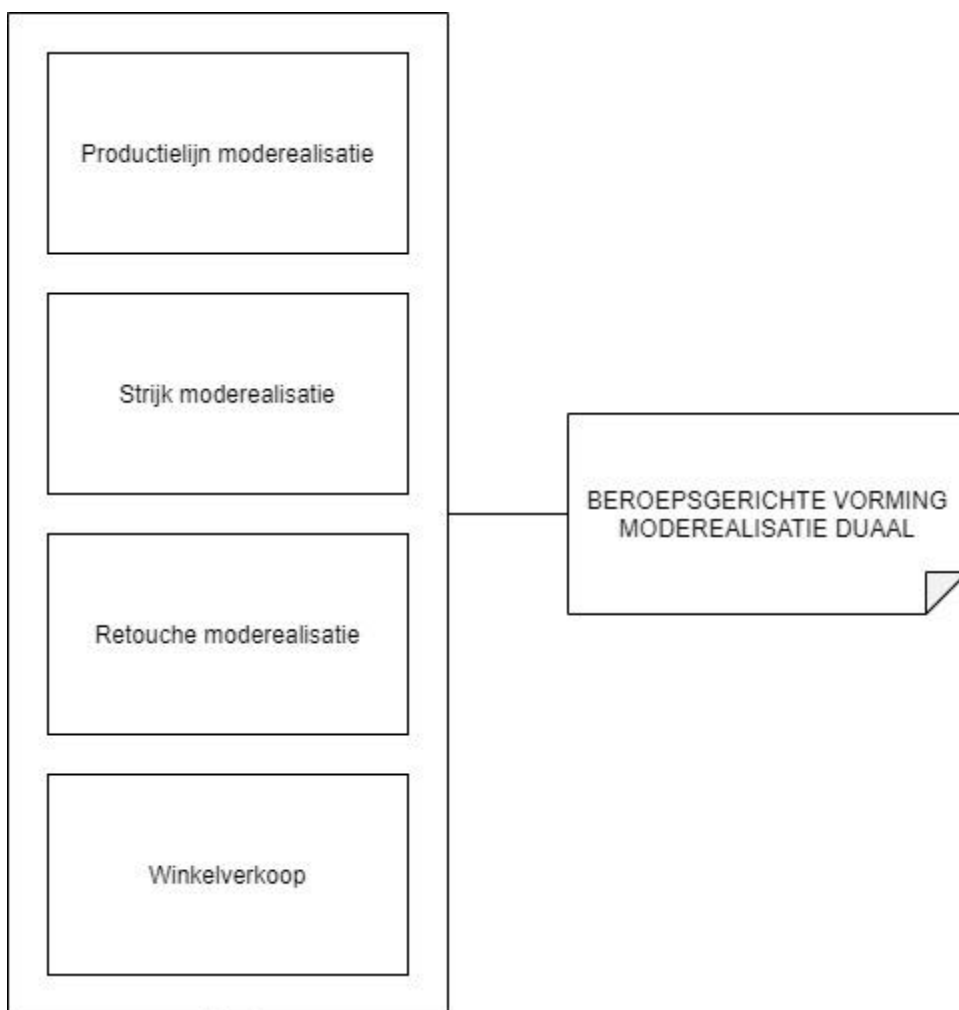 Productielijn moderealisatie
Strijk moderealisatie
Retouche moderealisatie
Winkelverkoop
BEROEPSGERICHTE VORMING
MODEREALISATIE DUAAL